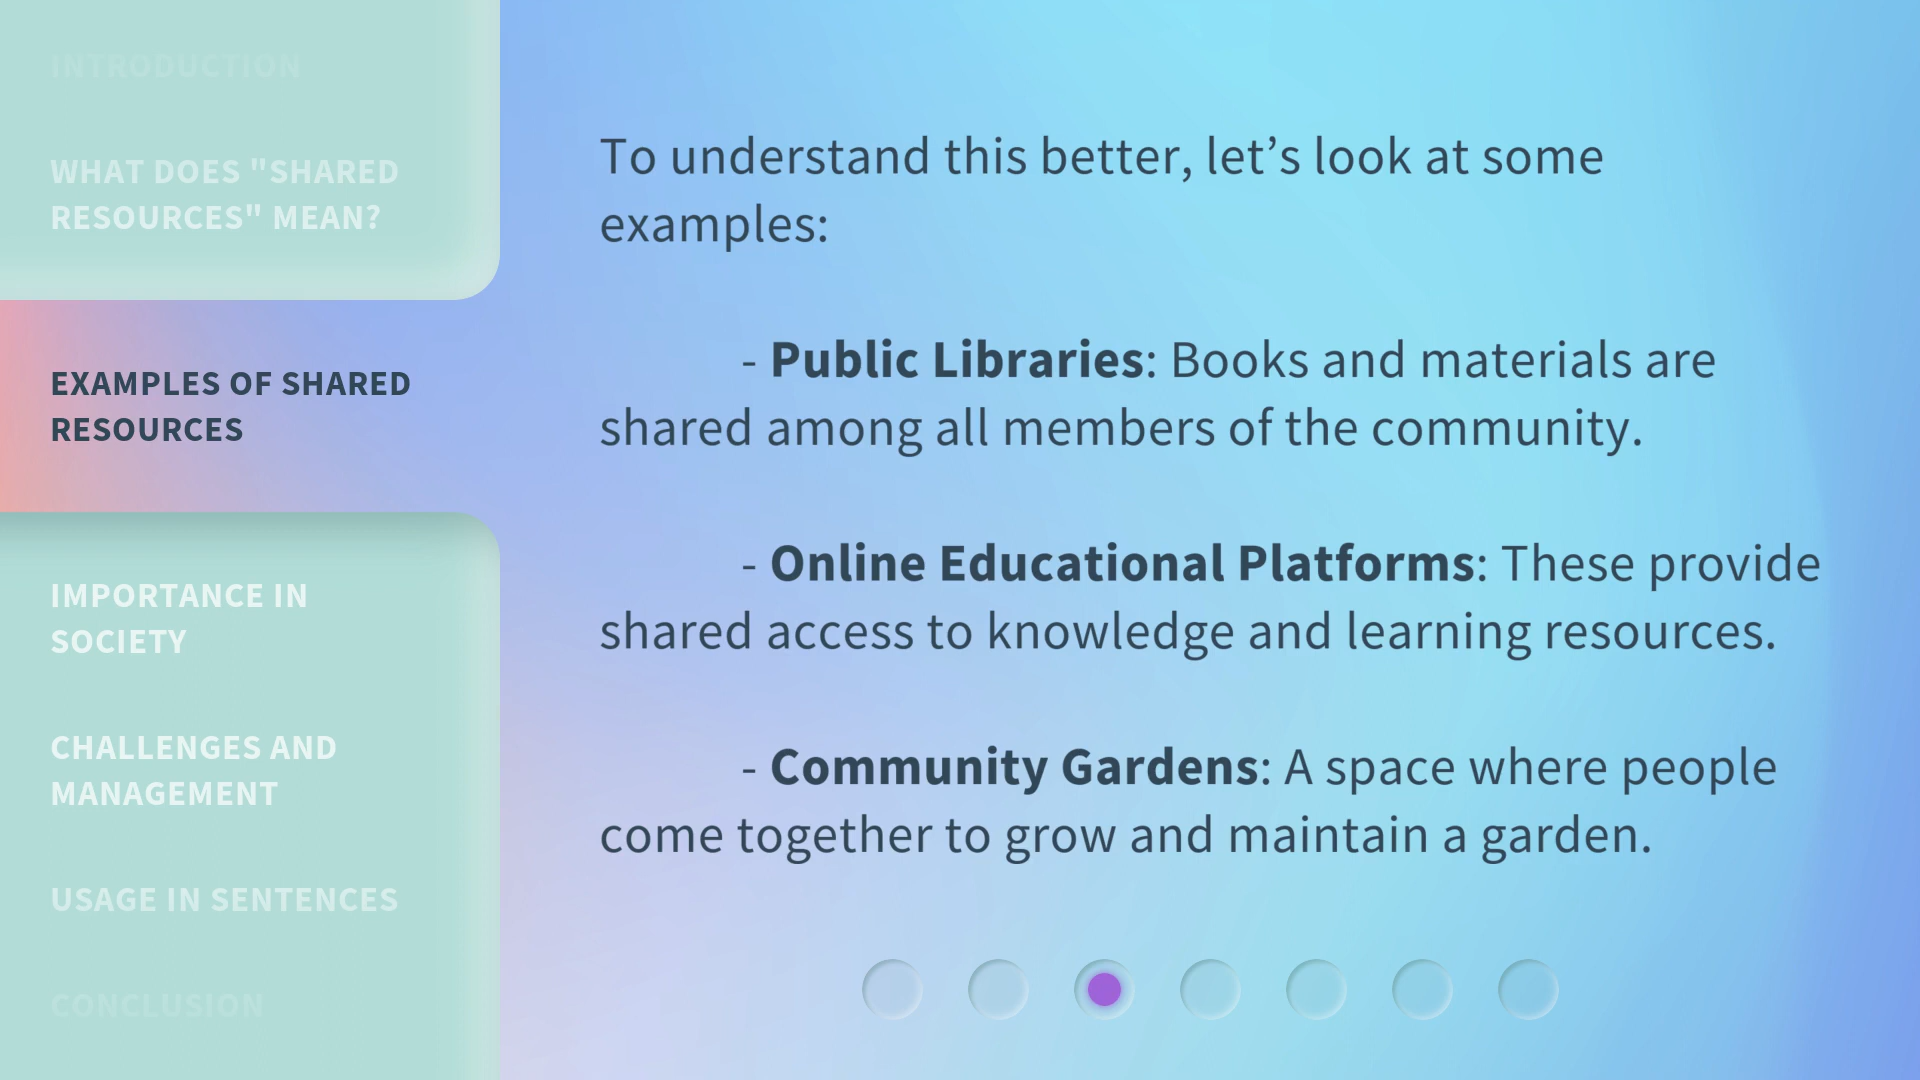 INTRODUCTION
WHAT DOES "SHARED
RESOURCES" MEAN?
EXAMPLES OF SHARED
RESOURCES
IMPORTANCE IN
SOCIETY
CHALLENGES AND
MANAGEMENT
USAGE IN SENTENCES
CONCLUSION
To understand this better, let’s look at some
examples:
- Public Libraries: Books and materials are
shared among all members of the community.
- Online Educational Platforms: These provide
shared access to knowledge and learning resources.
- Community Gardens: A space where people
come together to grow and maintain a garden.